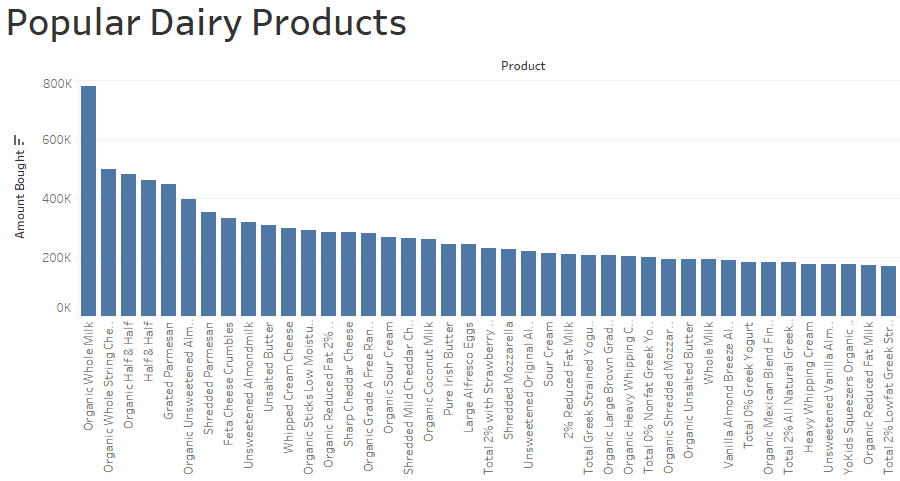 Popular Dairy Products
Product
Amount Bought
800K
600K
400K
200K
0K
Organic Whole Milk
Organic Whole String Che..
Organic Half & Half
Half & Half
Grated Parmesan
Organic Unsweetened Alm..
Shredded Parmesan
Feta Cheese Crumbles
Unsweetened Almondmilk
Unsalted Butter
Whipped Cream Cheese
Organic Sticks Low Moistu..
Organic Reduced Fat 2% ..
Sharp Cheddar Cheese
Organic Grade A Free Ran..
Organic Sour Cream
Shredded Mild Cheddar Ch..
Organic Coconut Milk
Pure Irish Butter
Large Alfresco Eggs
Total 2% with Strawberry ..
Shredded Mozzarella
Unsweetened Original Al..
Sour Cream
2% Reduced Fat Milk
Total Greek Strained Yogu..
Organic Large Brown Grad..
Organic Heavy Whipping C..
Total 0% Nonfat Greek Yo..
Organic Shredded Mozzar..
Organic Unsalted Butter
Whole Milk
Vanilla Almond Breeze Al..
Total 0% Greek Yogurt
Organic Mexican Blend Fin..
Total 2% All Natural Greek..
Heavy Whipping Cream
Unsweetened Vanilla Alm..
YoKids Squeezers Organic ..
Organic Reduced Fat Milk
Total 2% Lowfat Greek Str..